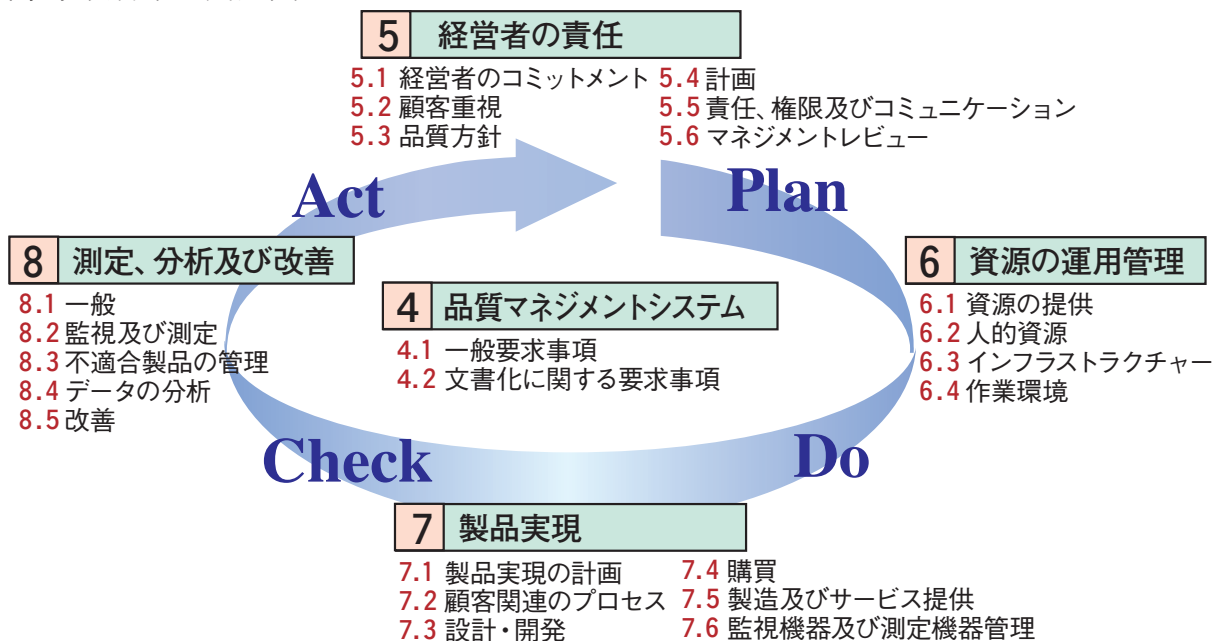 5 経営者の責任
5.1 経営者のコミットメント
5.2 顧客重視
5.3 品質方針
5.4 計画
5.5 責任、権限及びコミュニケーション
5.6 マネジメントレビュー
Act
Plan
8 測定、分析及び改善
8.1 一般
8.2 監視及び測定
8.3 不適合製品の管理
8.4 データの分析
8.5 改善
4 品質マネジメントシステム
4.1 一般要求事項
4.2 文書化に関する要求事項
6 資源の運用管理
6.1 資源の提供
6.2 人的資源
6.3 インフラストラクチャー
6.4 作業環境
Check
Do
7 製品実現
7.1 製品実現の計画
7.2 顧客関連のプロセス
7.3 設計・開発
7.4 購買
7.5 製造及びサービス提供
7.6 監視機器及び測定機器管理